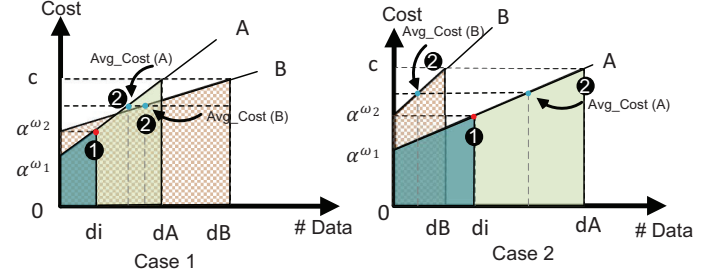 Cost
A
B
Avg_Cost (A)
Avg_Cost (B)
c
α^ω2
α^ω1
0
1
2
2
di
dA
dB
# Data
Case 1
Cost
B
A
Avg_Cost (B)
Avg_Cost (A)
c
α^ω2
α^ω1
0
2
2
1
dB
di
dA
# Data
Case 2